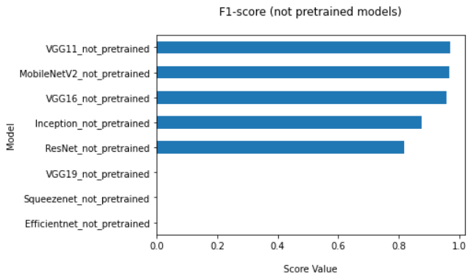 F1-score (not pretrained models)
VGG11_not_pretrained
MobileNetV2_not_pretrained
VGG16_not_pretrained
Inception_not_pretrained
ResNet_not_pretrained
VGG19_not_pretrained
Squeezenet_not_pretrained
Efficientnet_not_pretrained
Model
0.0 0.2 0.4 0.6 0.8 1.0
Score Value